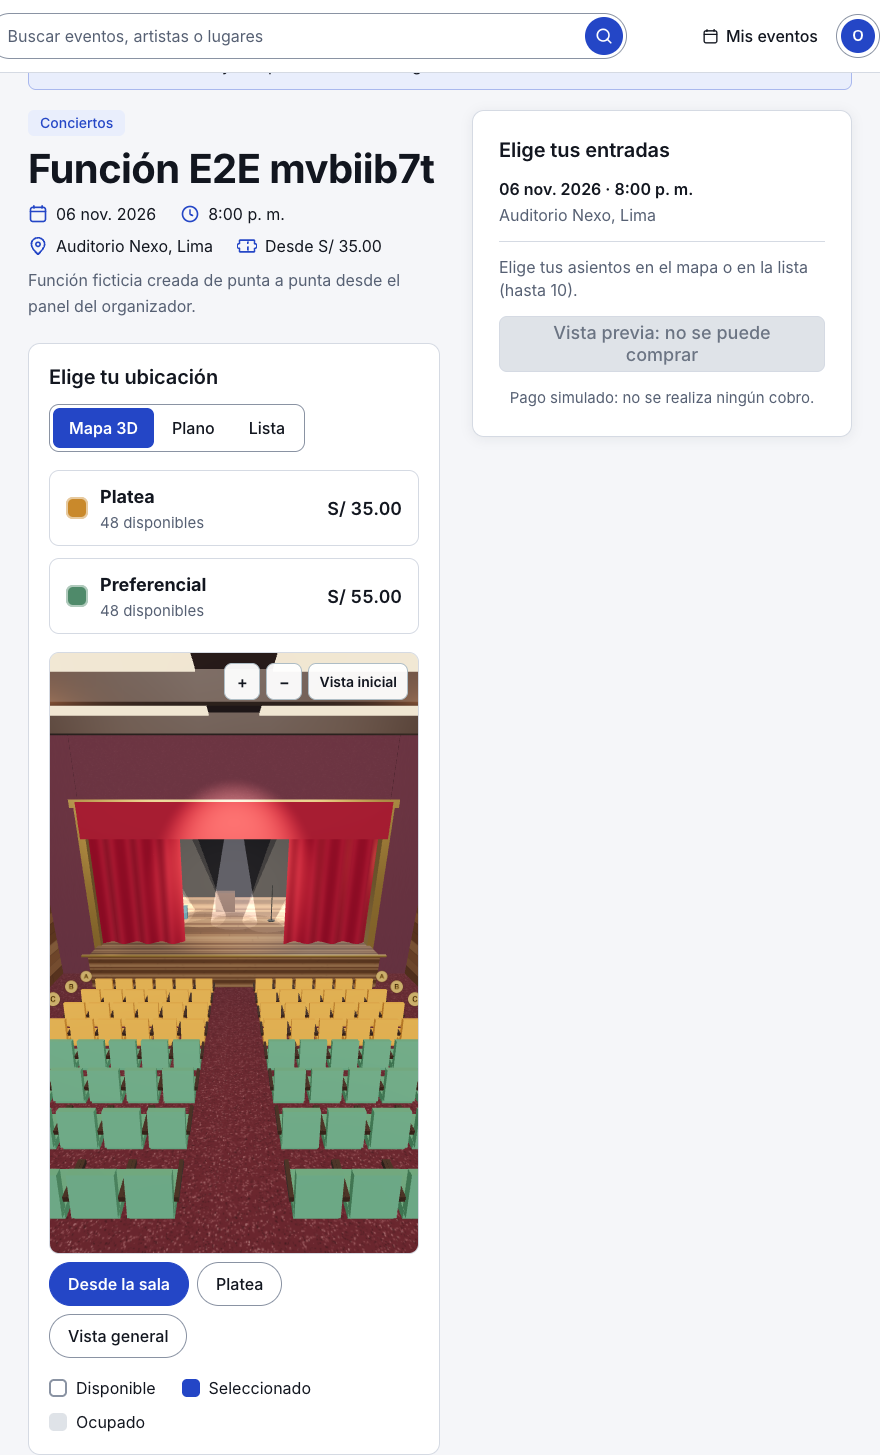 Buscar eventos, artistas o lugares
Mis eventos
O
Conciertos
Función E2E mvbiib7t
06 nov. 2026
8:00 p. m.
Auditorio Nexo, Lima
Desde S/ 35.00
Función ficticia creada de punta a punta desde el
panel del organizador.
Elige tu ubicación
Mapa 3D
Plano
Lista
Platea
48 disponibles
S/ 35.00
Preferencial
48 disponibles
S/ 55.00
+
−
Vista inicial
A
A
B
B
C
C
Desde la sala
Platea
Vista general
Disponible
Seleccionado
Ocupado
Elige tus entradas
06 nov. 2026 · 8:00 p. m.
Auditorio Nexo, Lima
Elige tus asientos en el mapa o en la lista
(hasta 10).
Vista previa: no se puede
comprar
Pago simulado: no se realiza ningún cobro.